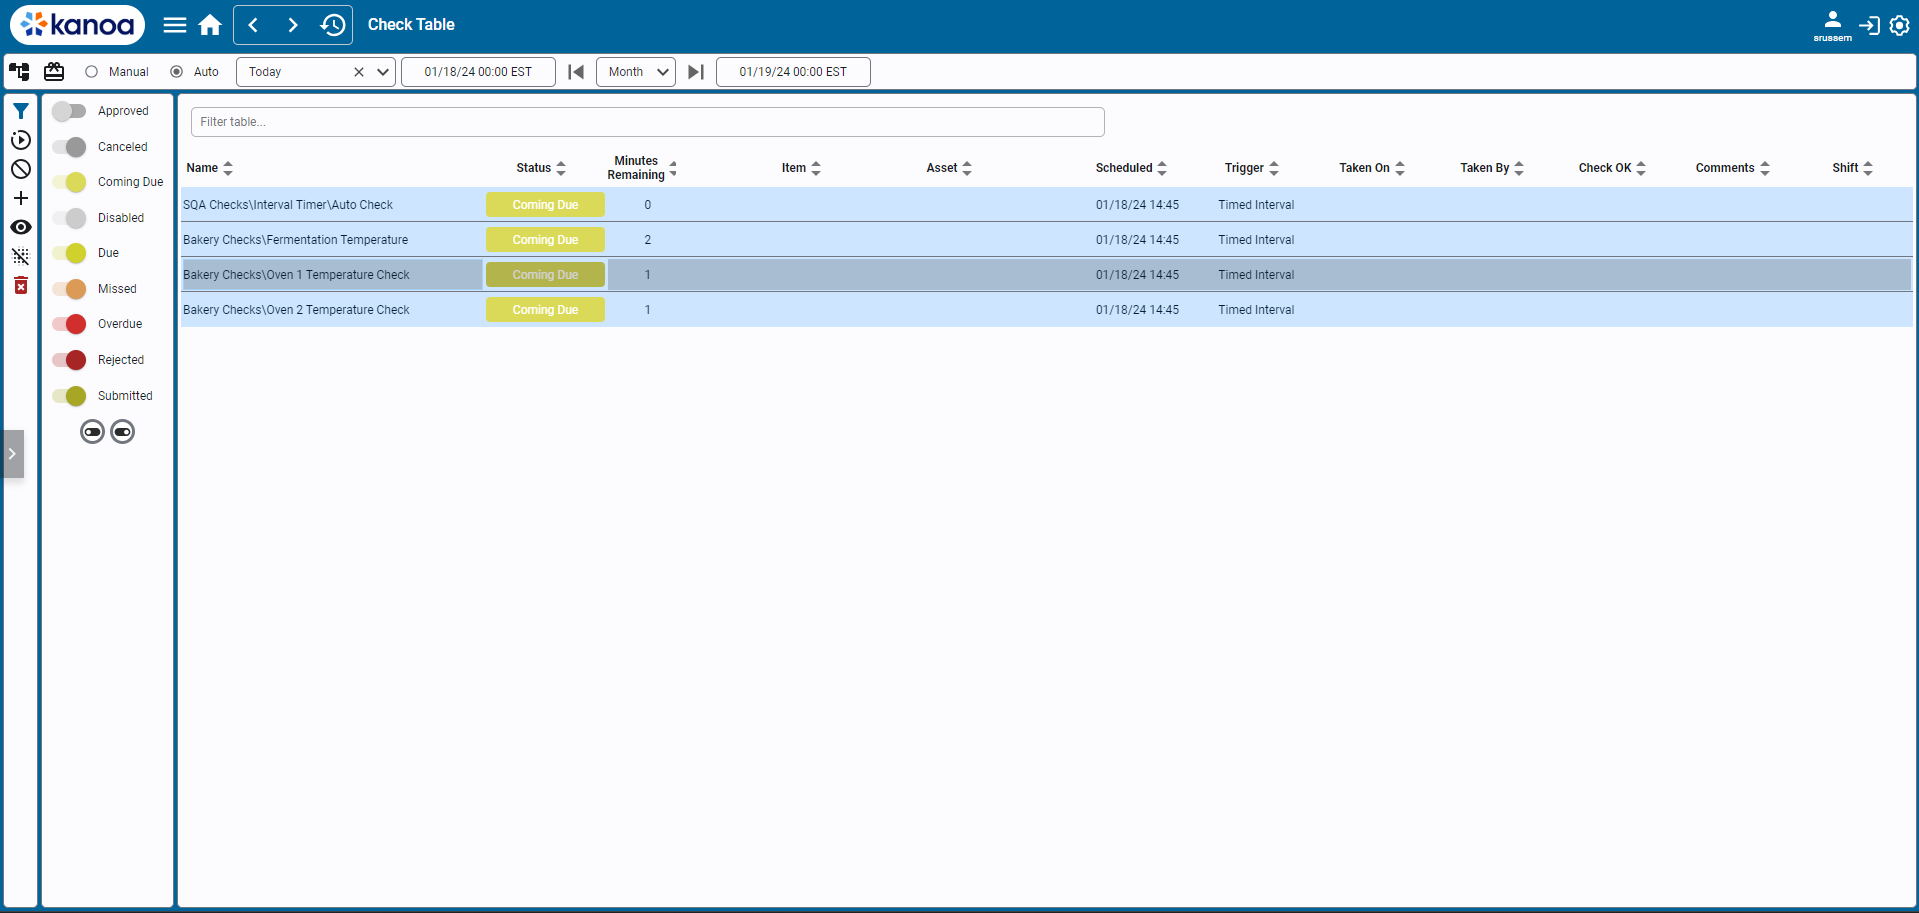 kanoa
Check Table
srussem
Manual
Auto
Today
01/18/24 00:00 EST
Month
01/19/24 00:00 EST
Approved
Canceled
Coming Due
Disabled
Due
Missed
Overdue
Rejected
Submitted
Filter table...
Name Status Minutes Remaining Item Asset Scheduled Trigger Taken On Taken By Check OK Comments Shift
SQA Checks\Interval Timer\Auto Check Coming Due 0 01/18/24 14:45 Timed Interval
Bakery Checks\Fermentation Temperature Coming Due 2 01/18/24 14:45 Timed Interval
Bakery Checks\Oven 1 Temperature Check Coming Due 1 01/18/24 14:45 Timed Interval
Bakery Checks\Oven 2 Temperature Check Coming Due 1 01/18/24 14:45 Timed Interval